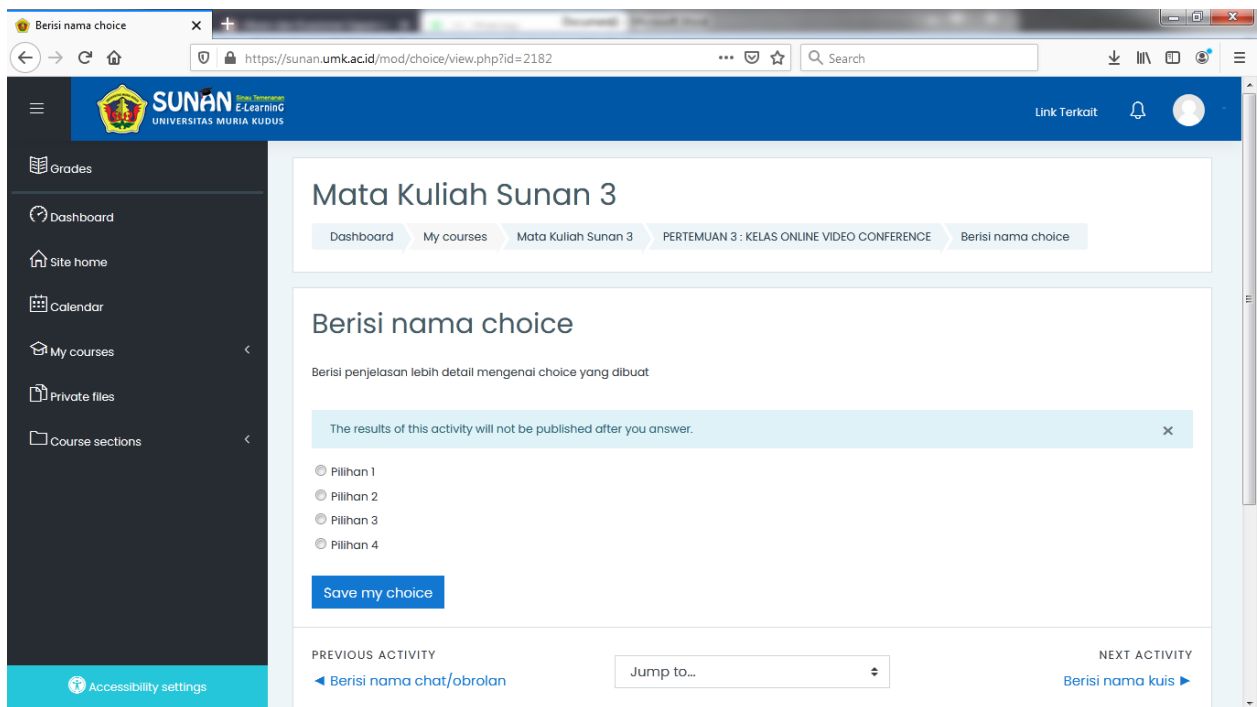 Berisi nama choice
https://sunan.umk.ac.id/mod/choice/view.php?id=2182
Search
SUNAN Sinau Temenanan E-Learning
UNIVERSITAS MURIA KUDUS
Link Terkait
Grades
Dashboard
Site home
Calendar
My courses
Private files
Course sections
Accessibility settings
Mata Kuliah Sunan 3
Dashboard My courses Mata Kuliah Sunan 3 PERTEMUAN 3 : KELAS ONLINE VIDEO CONFERENCE Berisi nama choice
Berisi nama choice
Berisi penjelasan lebih detail mengenai choice yang dibuat
The results of this activity will not be published after you answer.
Pilihan 1
Pilihan 2
Pilihan 3
Pilihan 4
Save my choice
PREVIOUS ACTIVITY
◄ Berisi nama chat/obrolan
Jump to...
NEXT ACTIVITY
Berisi nama kuis ►